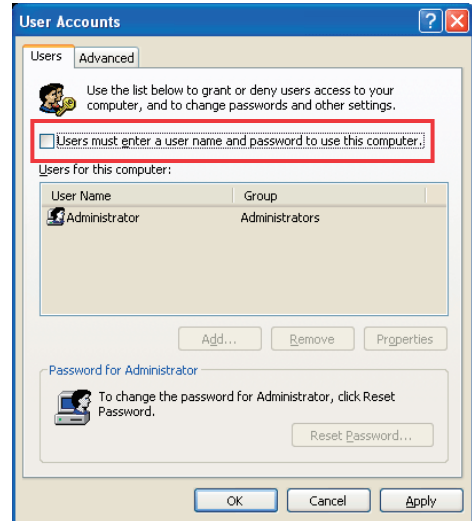 User Accounts
Users
Advanced
Use the list below to grant or deny users access to your
computer, and to change passwords and other settings.
Users must enter a user name and password to use this computer.
Users for this computer:
User Name Group
Administrator Administrators
Add... Remove Properties
Password for Administrator
To change the password for Administrator, click Reset
Password.
Reset Password...
OK Cancel Apply